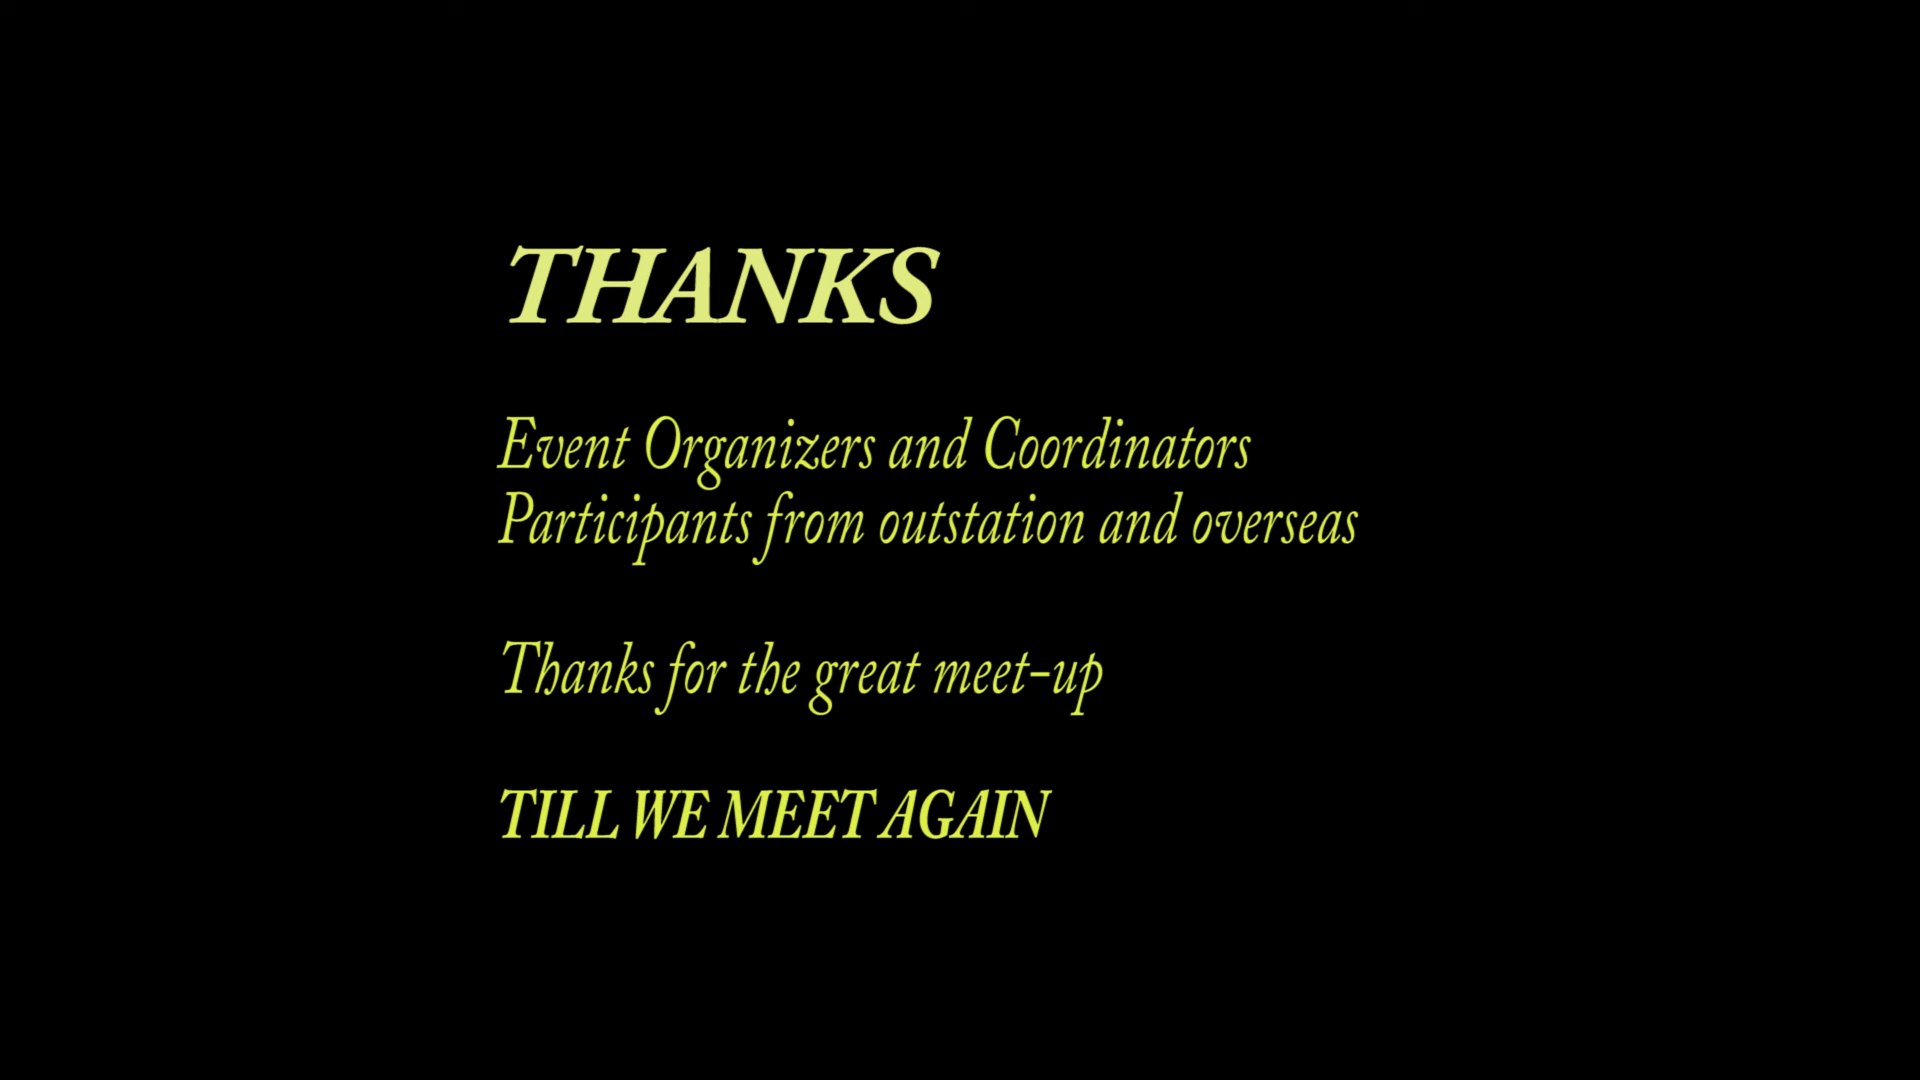 THANKS
Event Organizers and Coordinators
Participants from outstation and overseas
Thanks for the great meet-up
TILL WE MEET AGAIN